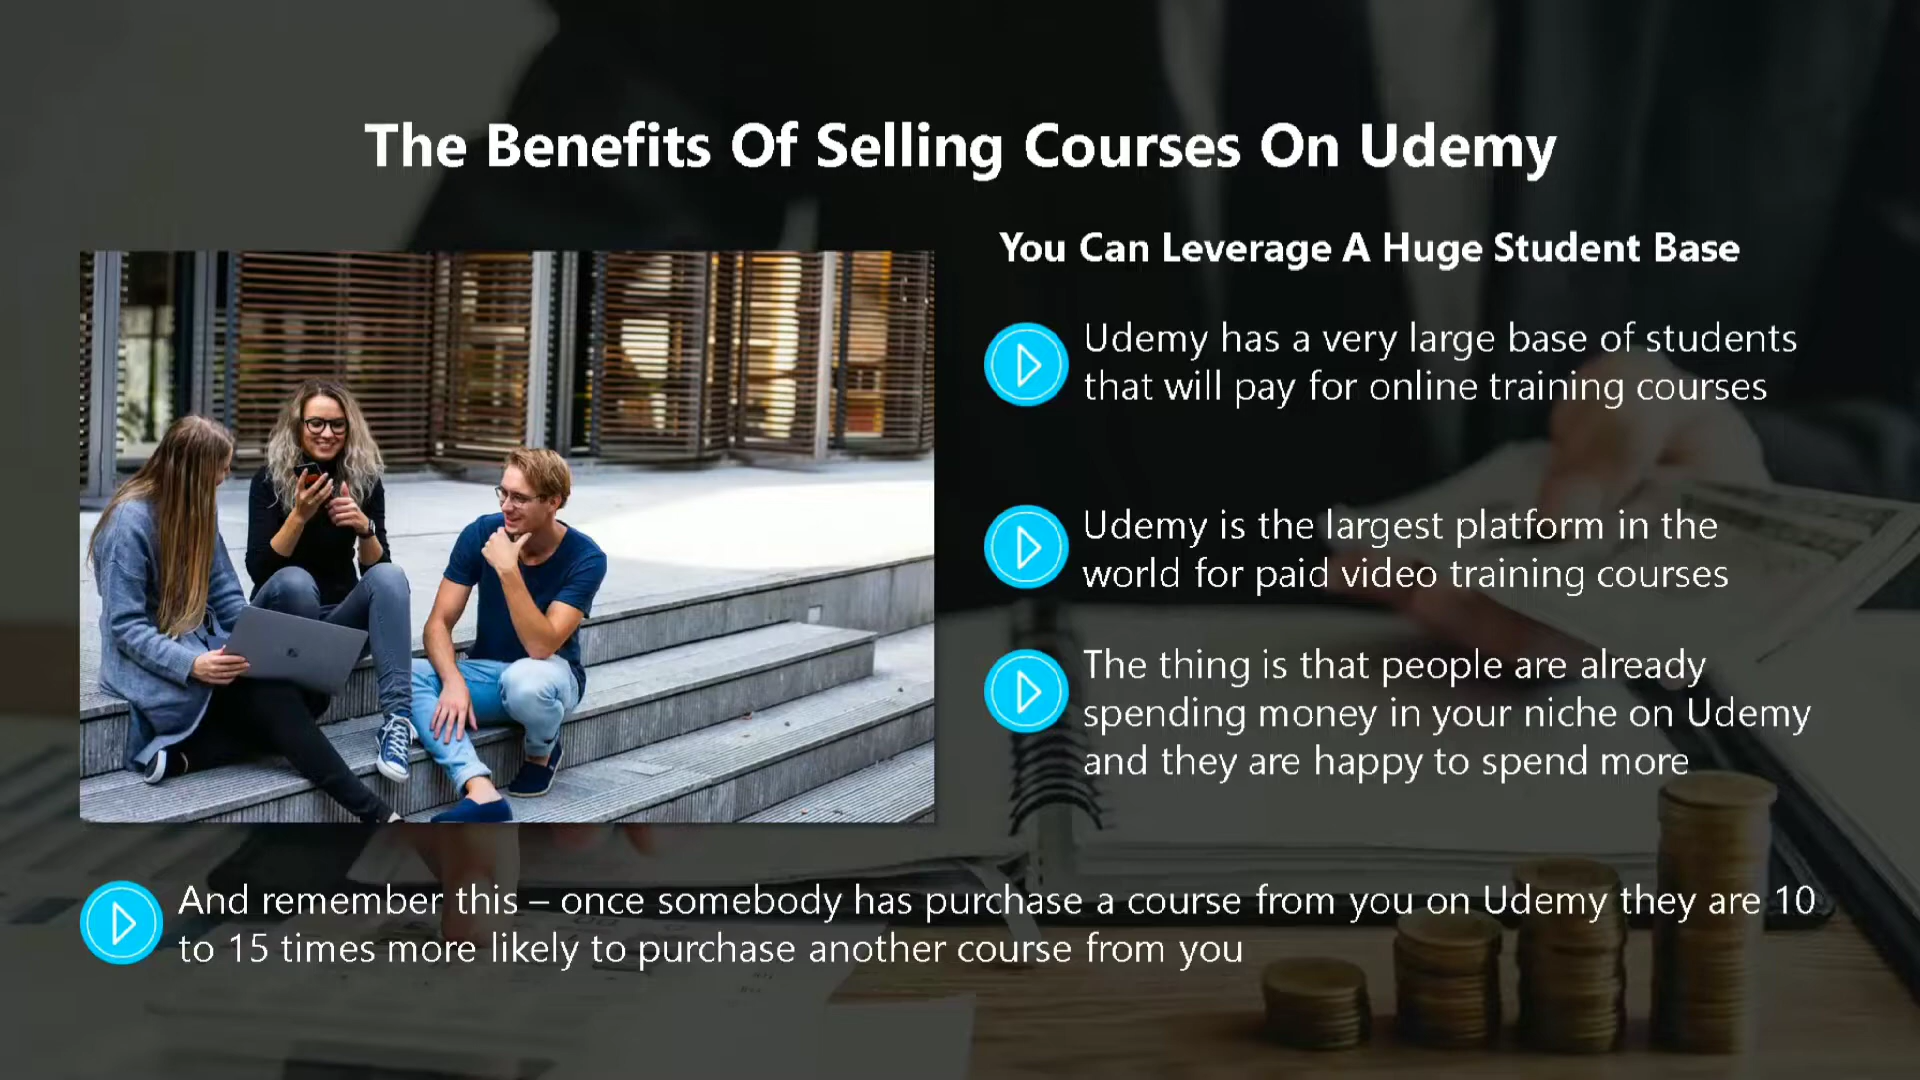 The Benefits Of Selling Courses On Udemy
You Can Leverage A Huge Student Base
Udemy has a very large base of students
that will pay for online training courses
Udemy is the largest platform in the
world for paid video training courses
The thing is that people are already
spending money in your niche on Udemy
and they are happy to spend more
And remember this – once somebody has purchase a course from you on Udemy they are 10
to 15 times more likely to purchase another course from you